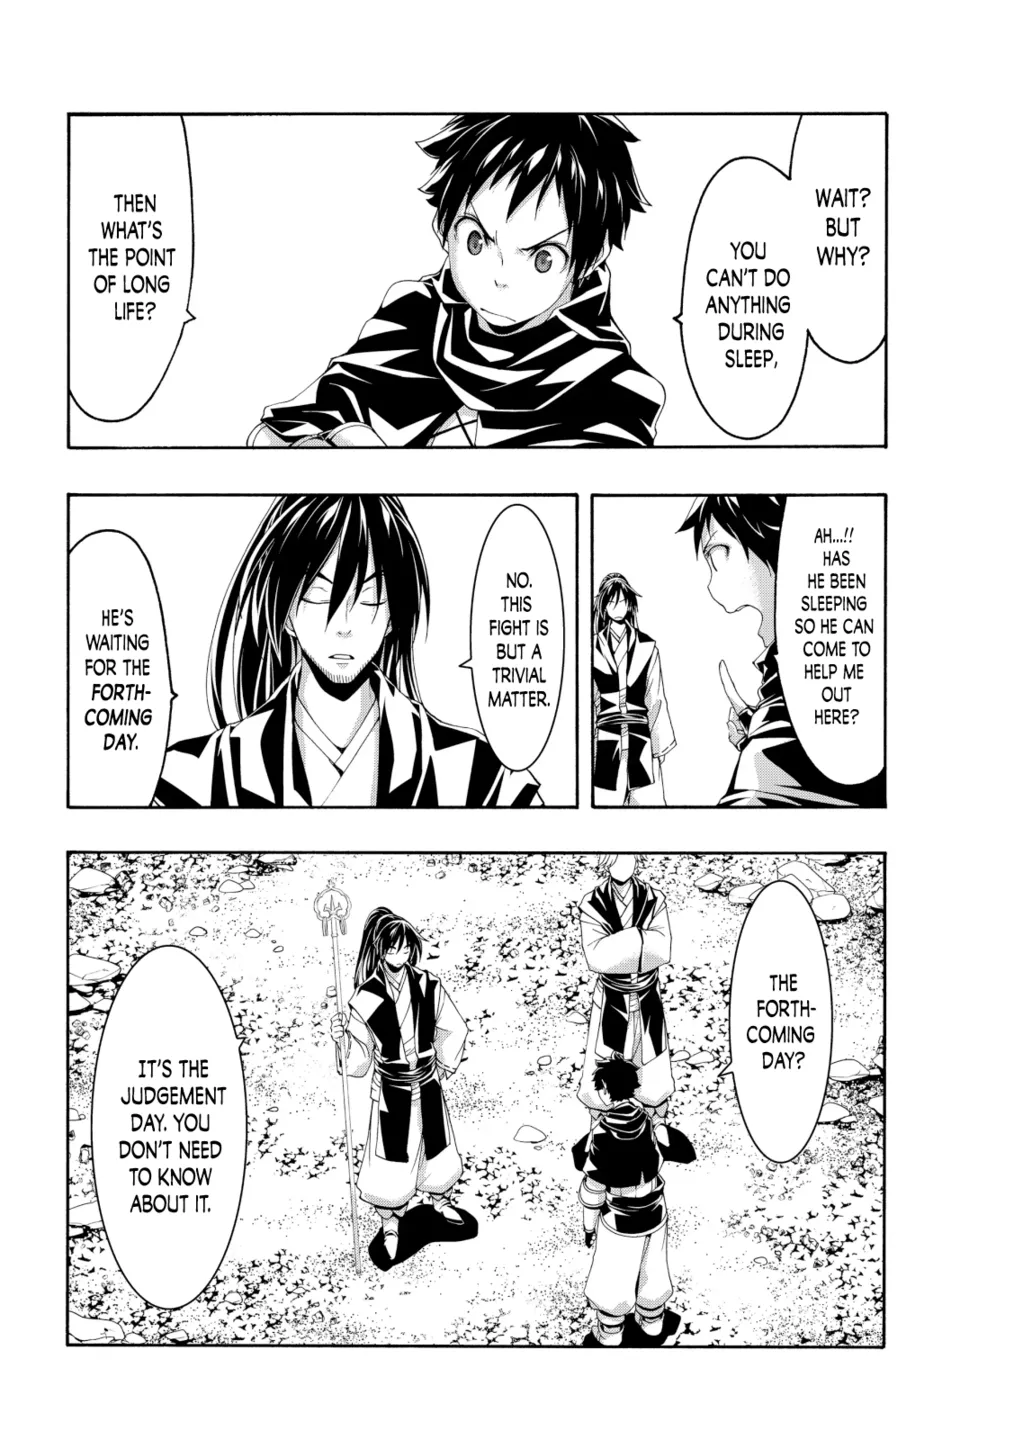 WAIT?
BUT
WHY?
YOU
CAN'T DO
ANYTHING
DURING
SLEEP,
THEN
WHAT'S
THE POINT
OF LONG
LIFE?
AH...!!
HAS
HE BEEN
SLEEPING
SO HE CAN
COME TO
HELP ME
OUT
HERE?
NO.
THIS
FIGHT IS
BUT A
TRIVIAL
MATTER.
HE'S
WAITING
FOR THE
FORTH-
COMING
DAY.
THE
FORTH-
COMING
DAY?
IT'S THE
JUDGEMENT
DAY. YOU
DON'T NEED
TO KNOW
ABOUT IT.